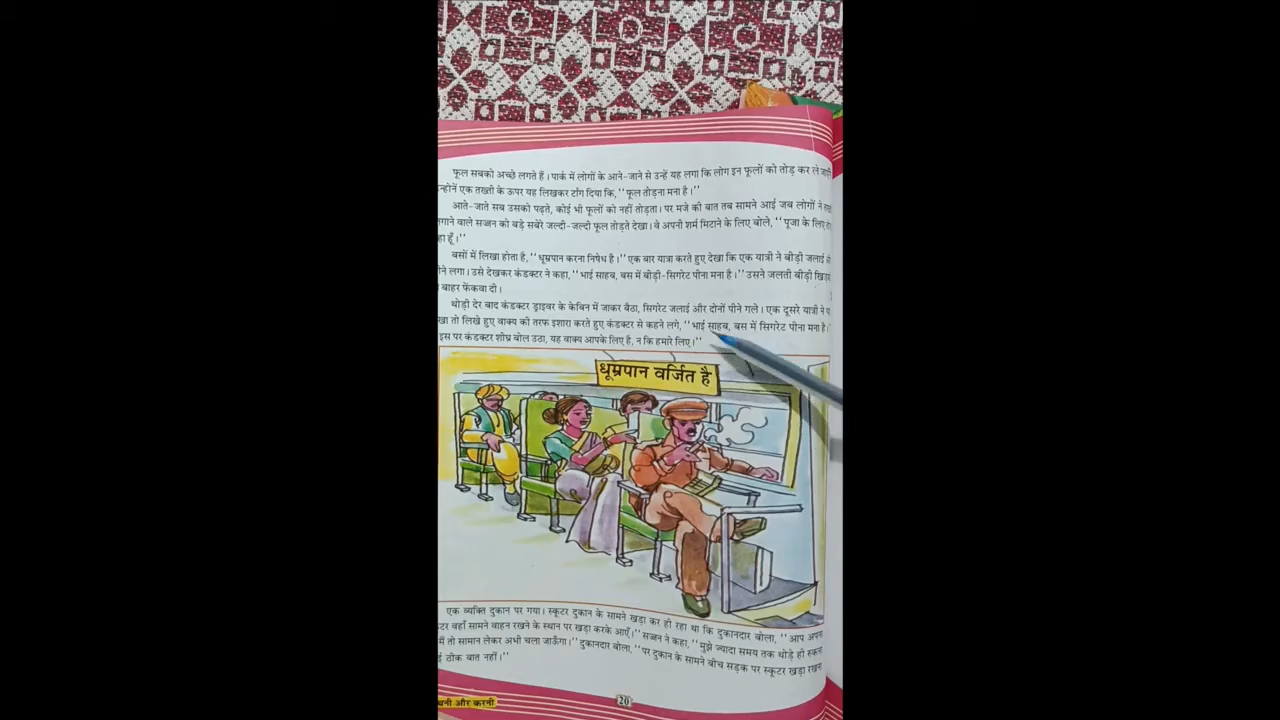 फूल सबको अच्छे लगते हैं। पार्क में लोगों के आने-जाने से उन्हें यह लगा कि लोग इन फूलों को तोड़ कर ले
एक तख्ती के ऊपर यह लिखकर टाँग दिया कि, "फूल तोड़ना मना है।"
आते-जाते सब उसको पढ़ते, कोई भी फूलों को नहीं तोड़ता। पर मजे की बात तब सामने आई जब लोगों ने
वाले सज्जन को बड़े सबेरे जल्दी-जल्दी फूल तोड़ते देखा। वे अपनी शर्म मिटाने के लिए बोले, "पूजा के लिए
हूँ।"
बसों में लिखा होता है, "धूम्रपान करना निषेध है।" एक बार यात्रा करते हुए देखा कि एक यात्री ने बीड़ी जलाई
लगा। उसे देखकर कंडक्टर ने कहा, "भाई साहब, बस में बीड़ी-सिगरेट पीना मना है।" उसने जलती बीड़ी
बाहर फेंकवा दी।
थोड़ी देर बाद कंडक्टर ड्राइवर के केबिन में जाकर बैठा, सिगरेट जलाई और दोनों पीने गले। एक दूसरे यात्री ने
तो लिखे हुए वाक्य की तरफ इशारा करते हुए कंडक्टर से कहने लगे, "भाई साहब, बस में सिगरेट पीना मना है।
इस पर कंडक्टर शीघ्र बोल उठा, यह वाक्य आपके लिए है, न कि हमारे लिए।"
धूम्रपान वर्जित है
एक व्यक्ति दुकान पर गया। स्कूटर दुकान के सामने खड़ा कर ही रहा था कि दुकानदार बोला, "आप अपना
वहाँ सामने वाहन रखने के स्थान पर खड़ा करके आएँ।" सज्जन ने कहा, "मुझे ज्यादा समय तक थोड़े ही रुकना
मैं तो सामान लेकर अभी चला जाऊँगा।" दुकानदार बोला, "पर दुकान के सामने बीच सड़क पर स्कूटर खड़ा रखना
ठीक बात नहीं।"
और करनी
20